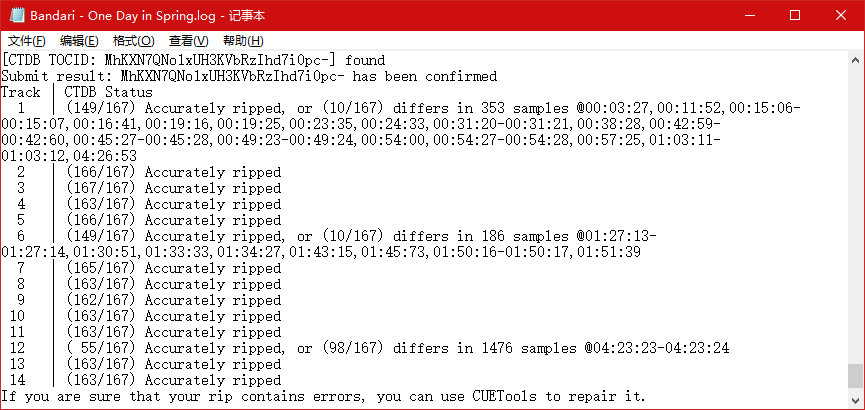 Bandari - One Day in Spring.log - 记事本
文件(F) 编辑(E) 格式(O) 查看(V) 帮助(H)
[CTDB TOCID: MhKXN7QNo1xUH3KVbRzIhd7i0pc-] found
Submit result: MhKXN7QNo1xUH3KVbRzIhd7i0pc- has been confirmed
Track | CTDB Status
1 | (149/167) Accurately ripped, or (10/167) differs in 353 samples @00:03:27,00:11:52,00:15:06-
00:15:07,00:16:41,00:19:16,00:19:25,00:23:35,00:24:33,00:31:20-00:31:21,00:38:28,00:42:59-
00:42:60,00:45:27-00:45:28,00:49:23-00:49:24,00:54:00,00:54:27-00:54:28,00:57:25,01:03:11-
01:03:12,04:26:53
2 | (166/167) Accurately ripped
3 | (167/167) Accurately ripped
4 | (163/167) Accurately ripped
5 | (166/167) Accurately ripped
6 | (149/167) Accurately ripped, or (10/167) differs in 186 samples @01:27:13-
01:27:14,01:30:51,01:33:33,01:34:27,01:43:15,01:45:73,01:50:16-01:50:17,01:51:39
7 | (165/167) Accurately ripped
8 | (163/167) Accurately ripped
9 | (162/167) Accurately ripped
10 | (163/167) Accurately ripped
11 | (163/167) Accurately ripped
12 | ( 55/167) Accurately ripped, or (98/167) differs in 1476 samples @04:23:23-04:23:24
13 | (163/167) Accurately ripped
14 | (163/167) Accurately ripped
If you are sure that your rip contains errors, you can use CUETools to repair it.